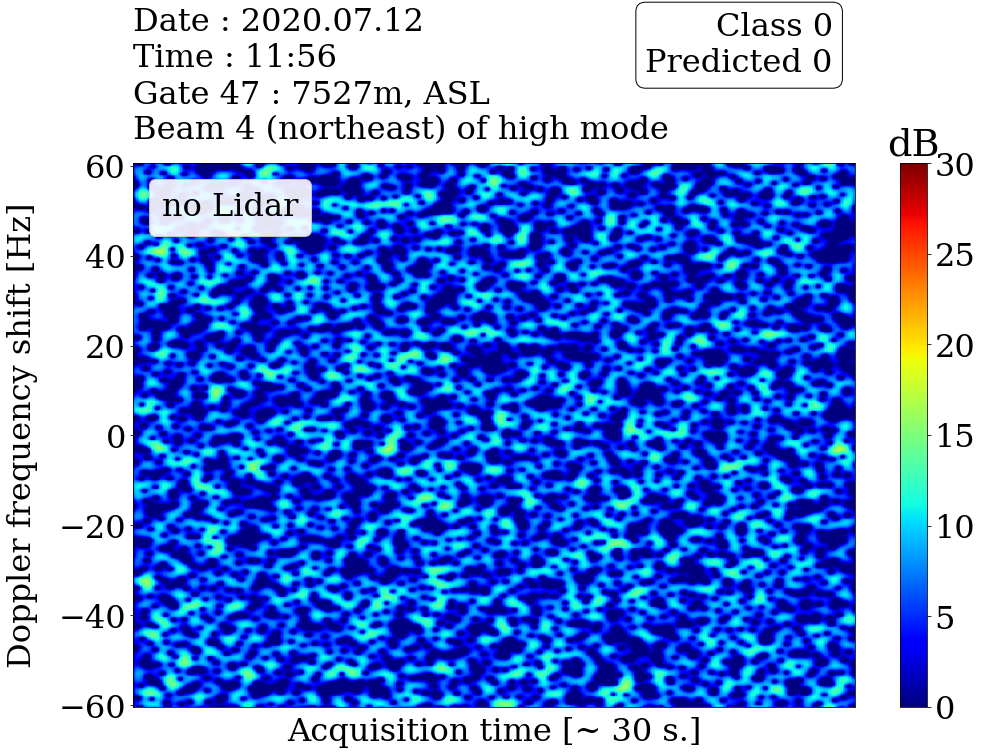 Date : 2020.07.12
Time : 11:56
Gate 47 : 7527m, ASL
Beam 4 (northeast) of high mode
Class 0
Predicted 0
dB
no Lidar
Doppler frequency shift [Hz]
60
40
20
0
−20
−40
−60
Acquisition time [~ 30 s.]
30
25
20
15
10
5
0